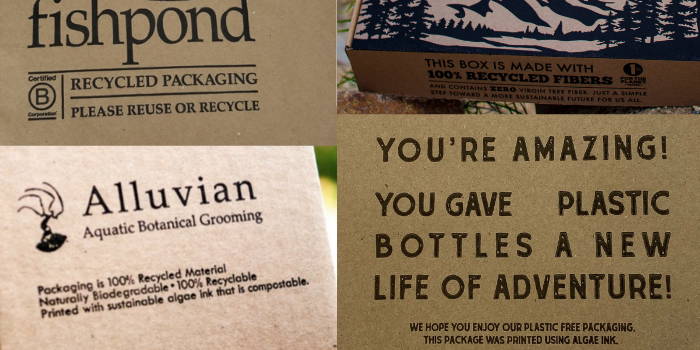 fishpond
Certified
B
Corporation
RECYCLED PACKAGING
PLEASE REUSE OR RECYCLE
THIS BOX IS MADE WITH
100% RECYCLED FIBERS
AND CONTAINS ZERO VIRGIN TREE FIBER. JUST A SIMPLE
STEP TOWARD A MORE SUSTAINABLE FUTURE FOR US ALL.
Alluvian
Aquatic Botanical Grooming
Packaging is 100% Recycled Material
Naturally Biodegradable • 100% Recyclable
Printed with sustainable algae ink that is compostable.
YOU'RE AMAZING!
YOU GAVE PLASTIC
BOTTLES A NEW
LIFE OF ADVENTURE!
WE HOPE YOU ENJOY OUR PLASTIC FREE PACKAGING.
THIS PACKAGE WAS PRINTED USING ALGAE INK.